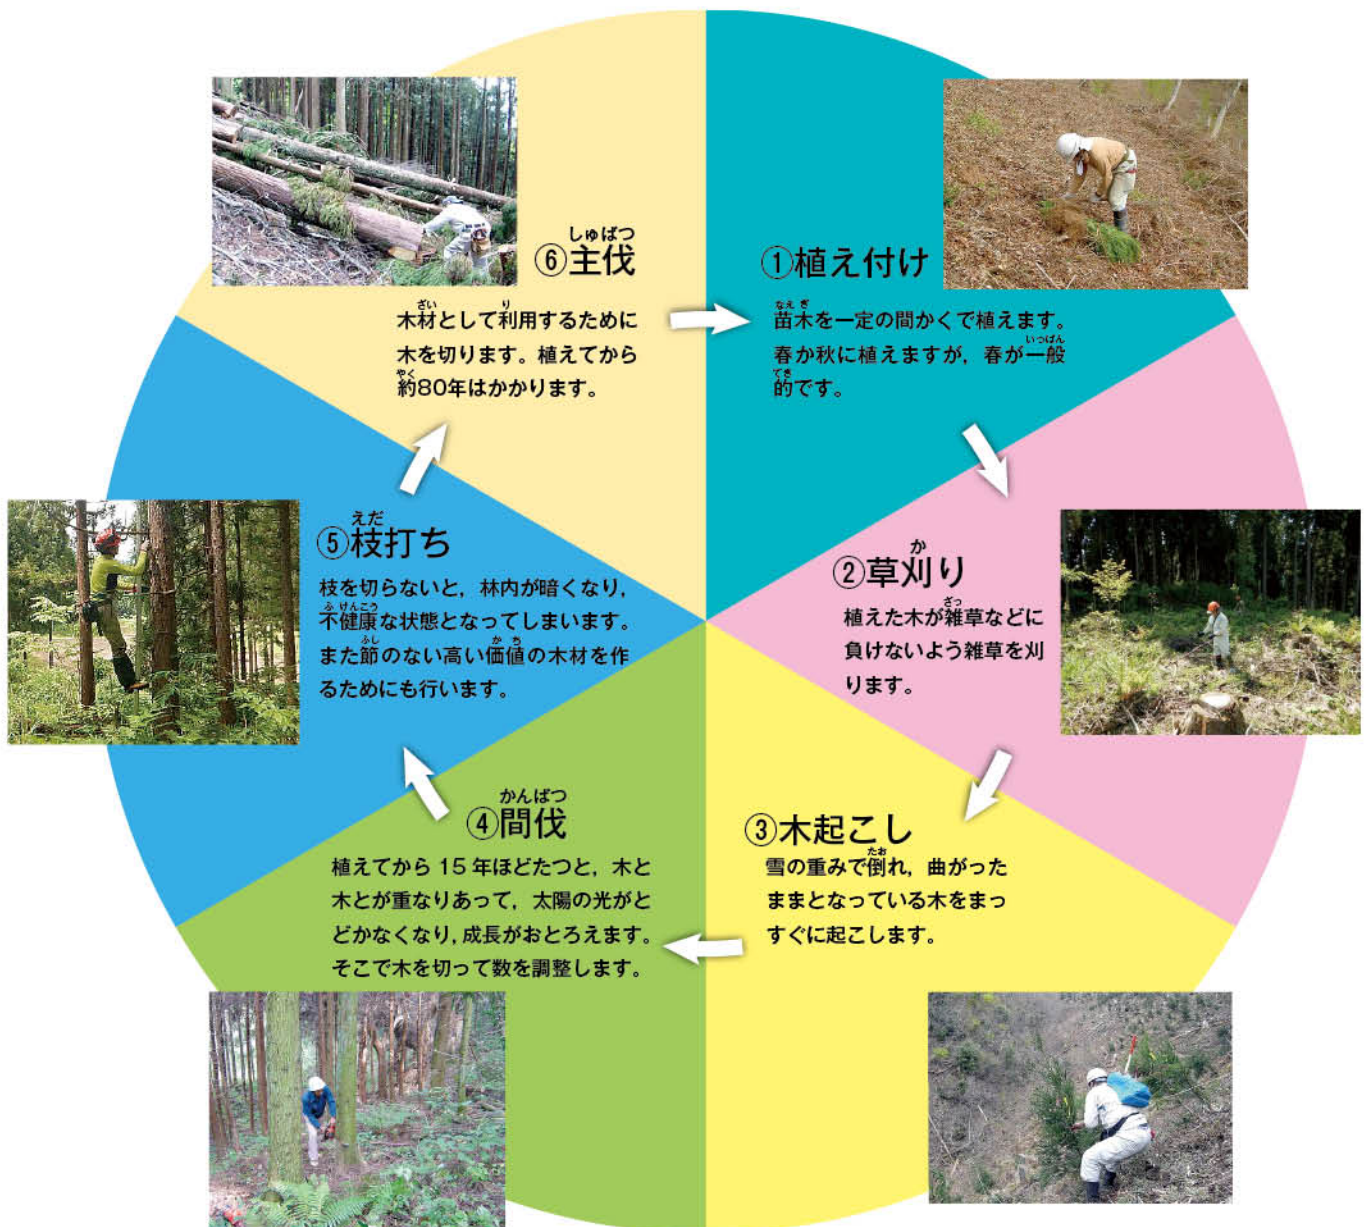 ①植え付け
苗木を一定の間かくで植えます。
春か秋に植えますが，春が一般
的です。
②草刈り
植えた木が雑草などに
負けないよう雑草を刈
ります。
③木起こし
雪の重みで倒れ，曲がった
ままとなっている木をまっ
すぐに起こします。
④間伐
植えてから 15 年ほどたつと，木と
木とが重なりあって，太陽の光がと
どかなくなり，成長がおとろえます。
そこで木を切って数を調整します。
⑤枝打ち
枝を切らないと，林内が暗くなり，
不健康な状態となってしまいます。
また節のない高い価値の木材を作
るためにも行います。
⑥主伐
木材として利用するために
木を切ります。植えてから
約80年はかかります。